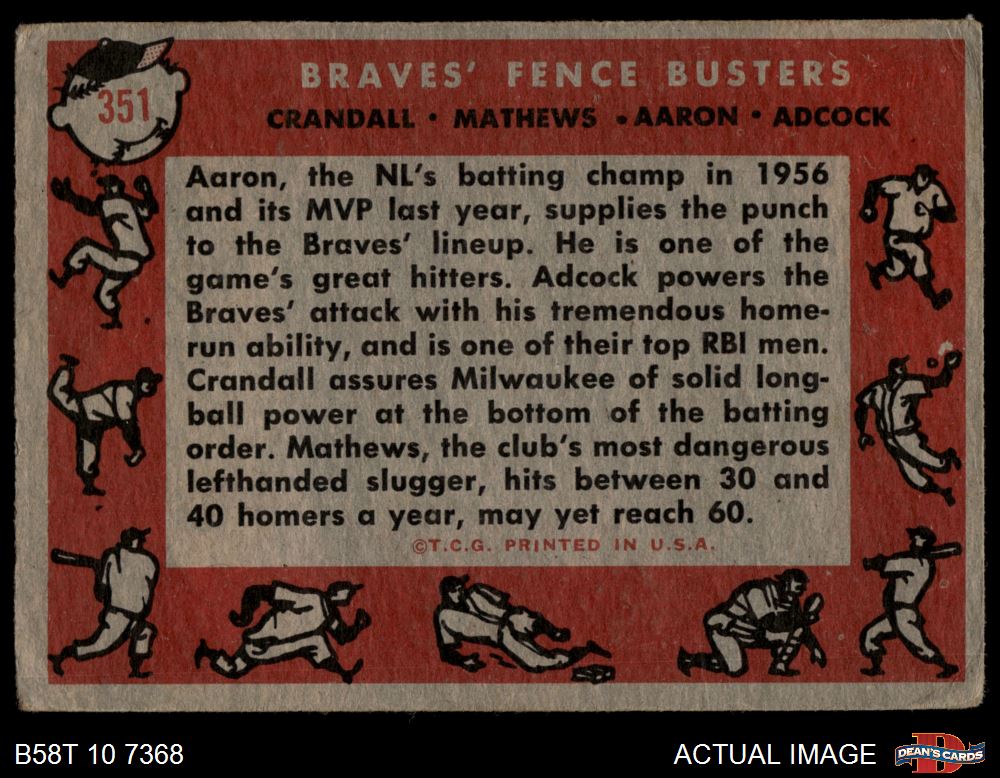 351
BRAVES' FENCE BUSTERS
CRANDALL • MATHEWS • AARON • ADCOCK
Aaron, the NL's batting champ in 1956
and its MVP last year, supplies the punch
to the Braves' lineup. He is one of the
game's great hitters. Adcock powers the
Braves' attack with his tremendous home-
run ability, and is one of their top RBI men.
Crandall assures Milwaukee of solid long-
ball power at the bottom of the batting
order. Mathews, the club's most dangerous
lefthanded slugger, hits between 30 and
40 homers a year, may yet reach 60.
©T.C.G. PRINTED IN U.S.A.
B58T 10 7368
ACTUAL IMAGE
DEAN'S CARDS